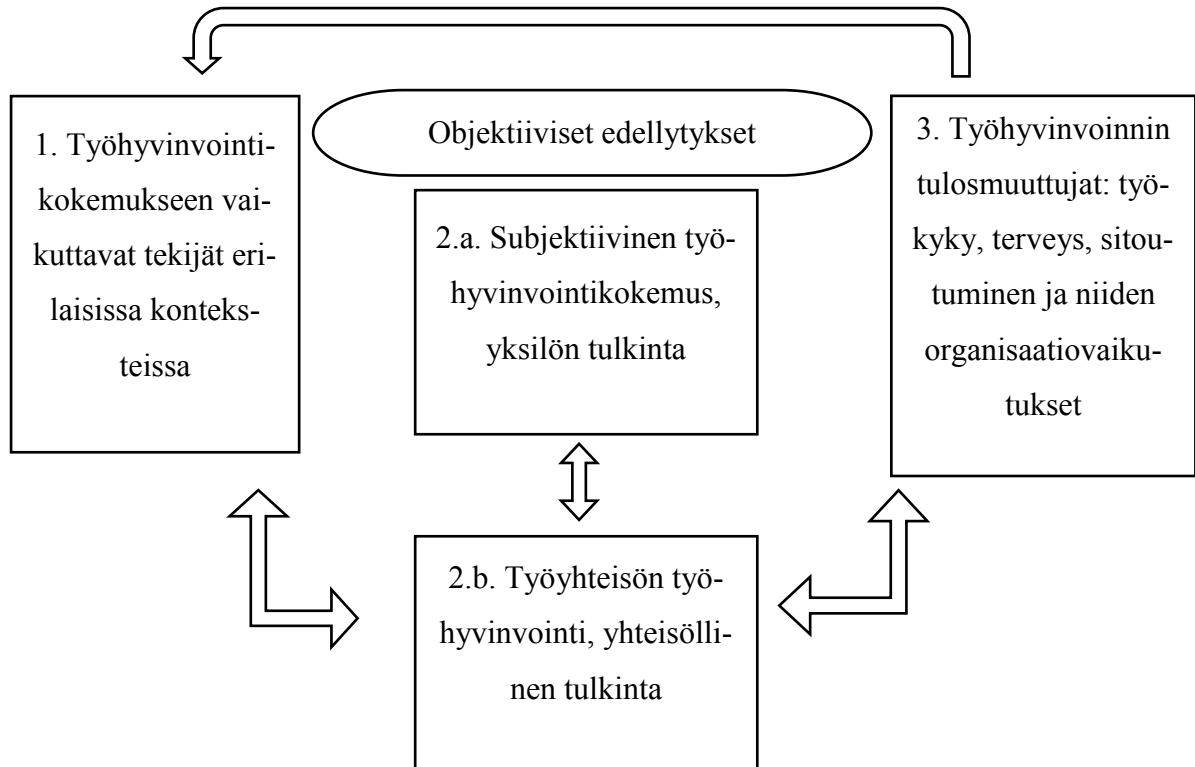 1. Työhyvinvointi-
kokemukseen vai-
kuttavat tekijät eri-
laisissa konteks-
teissa
Objektiiviset edellytykset
2.a. Subjektiivinen työ-
hyvinvointikokemus,
yksilön tulkinta
3. Työhyvinvoinnin
tulosmuuttujat: työ-
kyky, terveys, sitou-
tuminen ja niiden
organisaatiovaiku-
tukset
2.b. Työyhteisön työ-
hyvinvointi, yhteisölli-
nen tulkinta